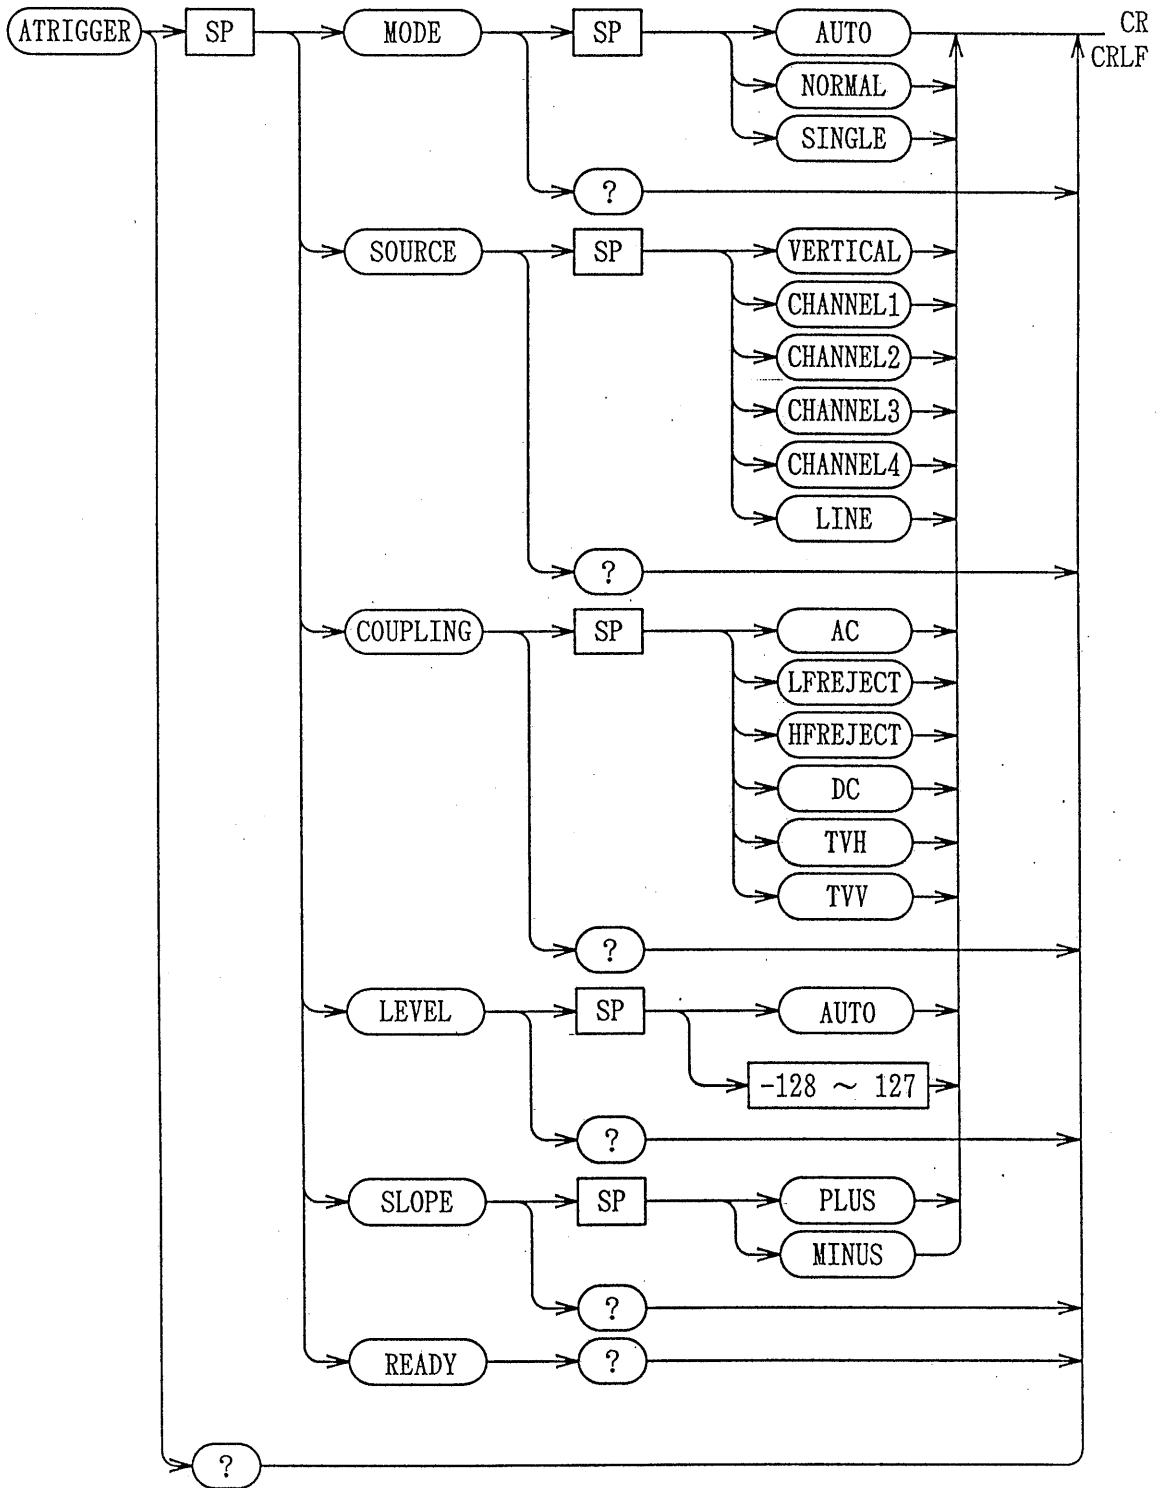 ATRIGGER SP MODE SP AUTO CR
CRLF
NORMAL
SINGLE
?
SOURCE SP VERTICAL
CHANNEL1
CHANNEL2
CHANNEL3
CHANNEL4
LINE
?
COUPLING SP AC
LFREJECT
HFREJECT
DC
TVH
TVV
?
LEVEL SP AUTO
-128 ～ 127
?
SLOPE SP PLUS
MINUS
?
READY ?
?